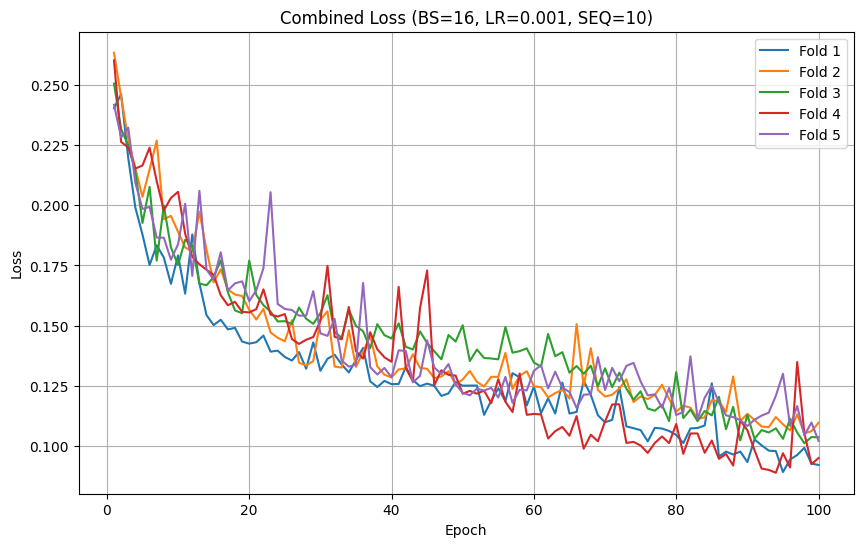 Combined Loss (BS=16, LR=0.001, SEQ=10)
Fold 1
Fold 2
Fold 3
Fold 4
Fold 5
Loss
0.250
0.225
0.200
0.175
0.150
0.125
0.100
0
20
40
60
80
100
Epoch